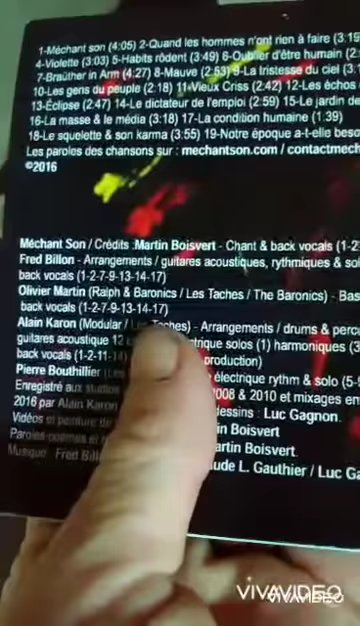 1-Méchant son (4:05) 2-Quand les hommes n'ont rien à faire (3:19
4-Violette (3:03) 5-Habits rôdent (3:49) 6-Oublier d'être humain (2:
7-Braüther in Arm (4:27) 8-Mauve (2:53) 9-La tristesse du ciel (3:1
10-Les gens du peuple (2:18) 11-Vieux Criss (2:42) 12-Les échos
13-Éclipse (2:47) 14-Le dictateur de l'emploi (2:59) 15-Le jardin de
16-La masse & le média (3:18) 17-La condition humaine (1:39)
18-Le squelette & son karma (3:55) 19-Notre époque a-t-elle beso
Les paroles des chansons sur : mechantson.com / contactmech
©2016
Méchant Son / Crédits :Martin Boisvert - Chant & back vocals (1-2
Fred Billon - Arrangements / guitares acoustiques, rythmiques & sol
back vocals (1-2-7-9-13-14-17)
Olivier Martin (Ralph & Baronics / Les Taches / The Baronics) - Bas
back vocals (1-2-7-9-13-14-17)
Alain Karon (Modular / Les Taches) - Arrangements / drums & perc
guitares acoustique 12 trique solos (1) harmoniques (3
back vocals (1-2-11-14 production)
Pierre Bouthillier (Les électrique rythm & solo (5-
Enregistré aux studios 2008 & 2010 et mixages en
2016 par Alain Karon dessins : Luc Gagnon.
Vidéos et peinture de in Boisvert
Paroles-poèmes et artin Boisvert.
Musique : Fred Bill ude L. Gauthier / Luc Ga
VIVAVIDEO
VIVAVIDEO